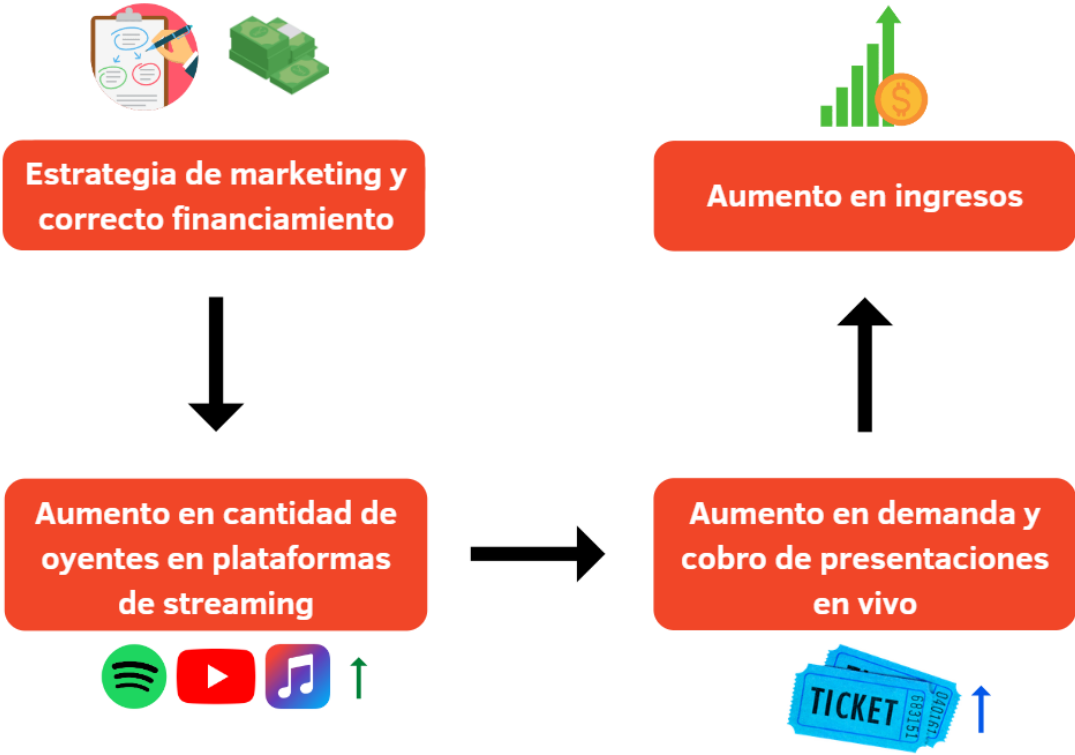 Estrategia de marketing y
correcto financiamiento
Aumento en cantidad de
oyentes en plataformas
de streaming
Aumento en demanda y
cobro de presentaciones
en vivo
Aumento en ingresos
$
TICKET
683151